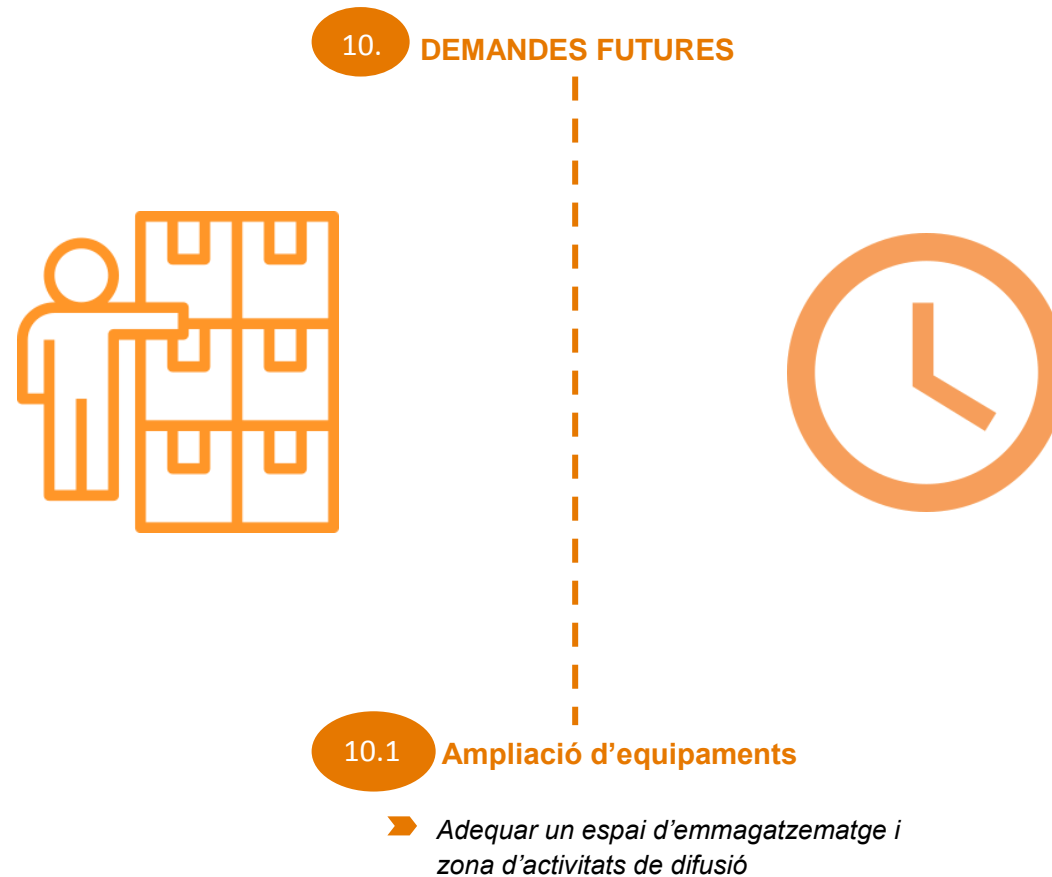 10. DEMANDES FUTURES
10.1 Ampliació d’equipaments
Adequar un espai d’emmagatzematge i
zona d’activitats de difusió